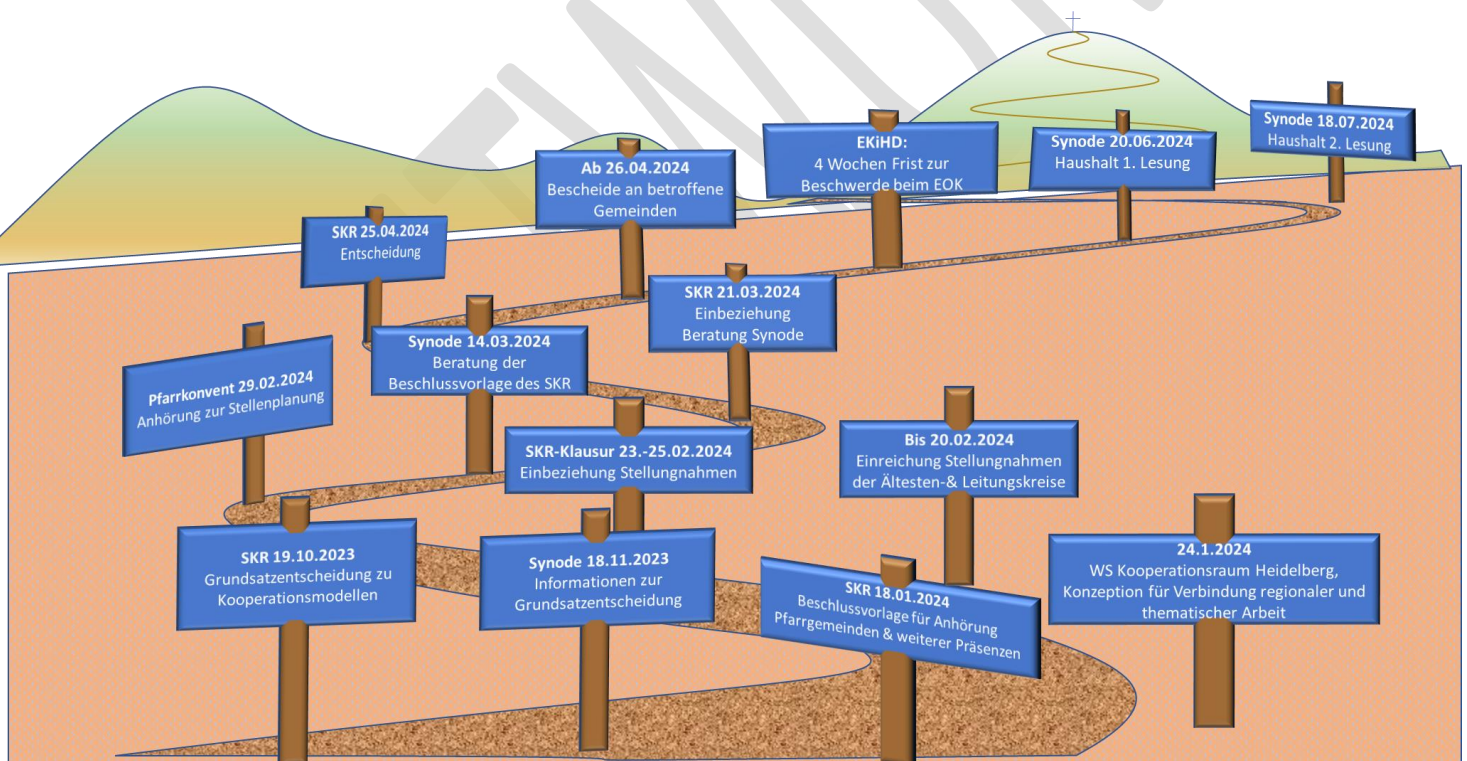 EKiHD:
4 Wochen Frist zur
Beschwerde beim EOK
Synode 20.06.2024
Haushalt 1. Lesung
Synode 18.07.2024
Haushalt 2. Lesung
Ab 26.04.2024
Bescheide an betroffene
Gemeinden
SKR 25.04.2024
Entscheidung
SKR 21.03.2024
Einbeziehung
Beratung Synode
Synode 14.03.2024
Beratung der
Beschlussvorlage des SKR
Pfarrkonvent 29.02.2024
Anhörung zur Stellenplanung
SKR-Klausur 23.-25.02.2024
Einbeziehung Stellungnahmen
Bis 20.02.2024
Einreichung Stellungnahmen
der Ältesten-& Leitungskreise
SKR 19.10.2023
Grundsatzentscheidung zu
Kooperationsmodellen
Synode 18.11.2023
Informationen zur
Grundsatzentscheidung
SKR 18.01.2024
Beschlussvorlage für Anhörung
Pfarrgemeinden & weiterer Präsenzen
24.1.2024
WS Kooperationsraum Heidelberg,
Konzeption für Verbindung regionaler und
thematischer Arbeit